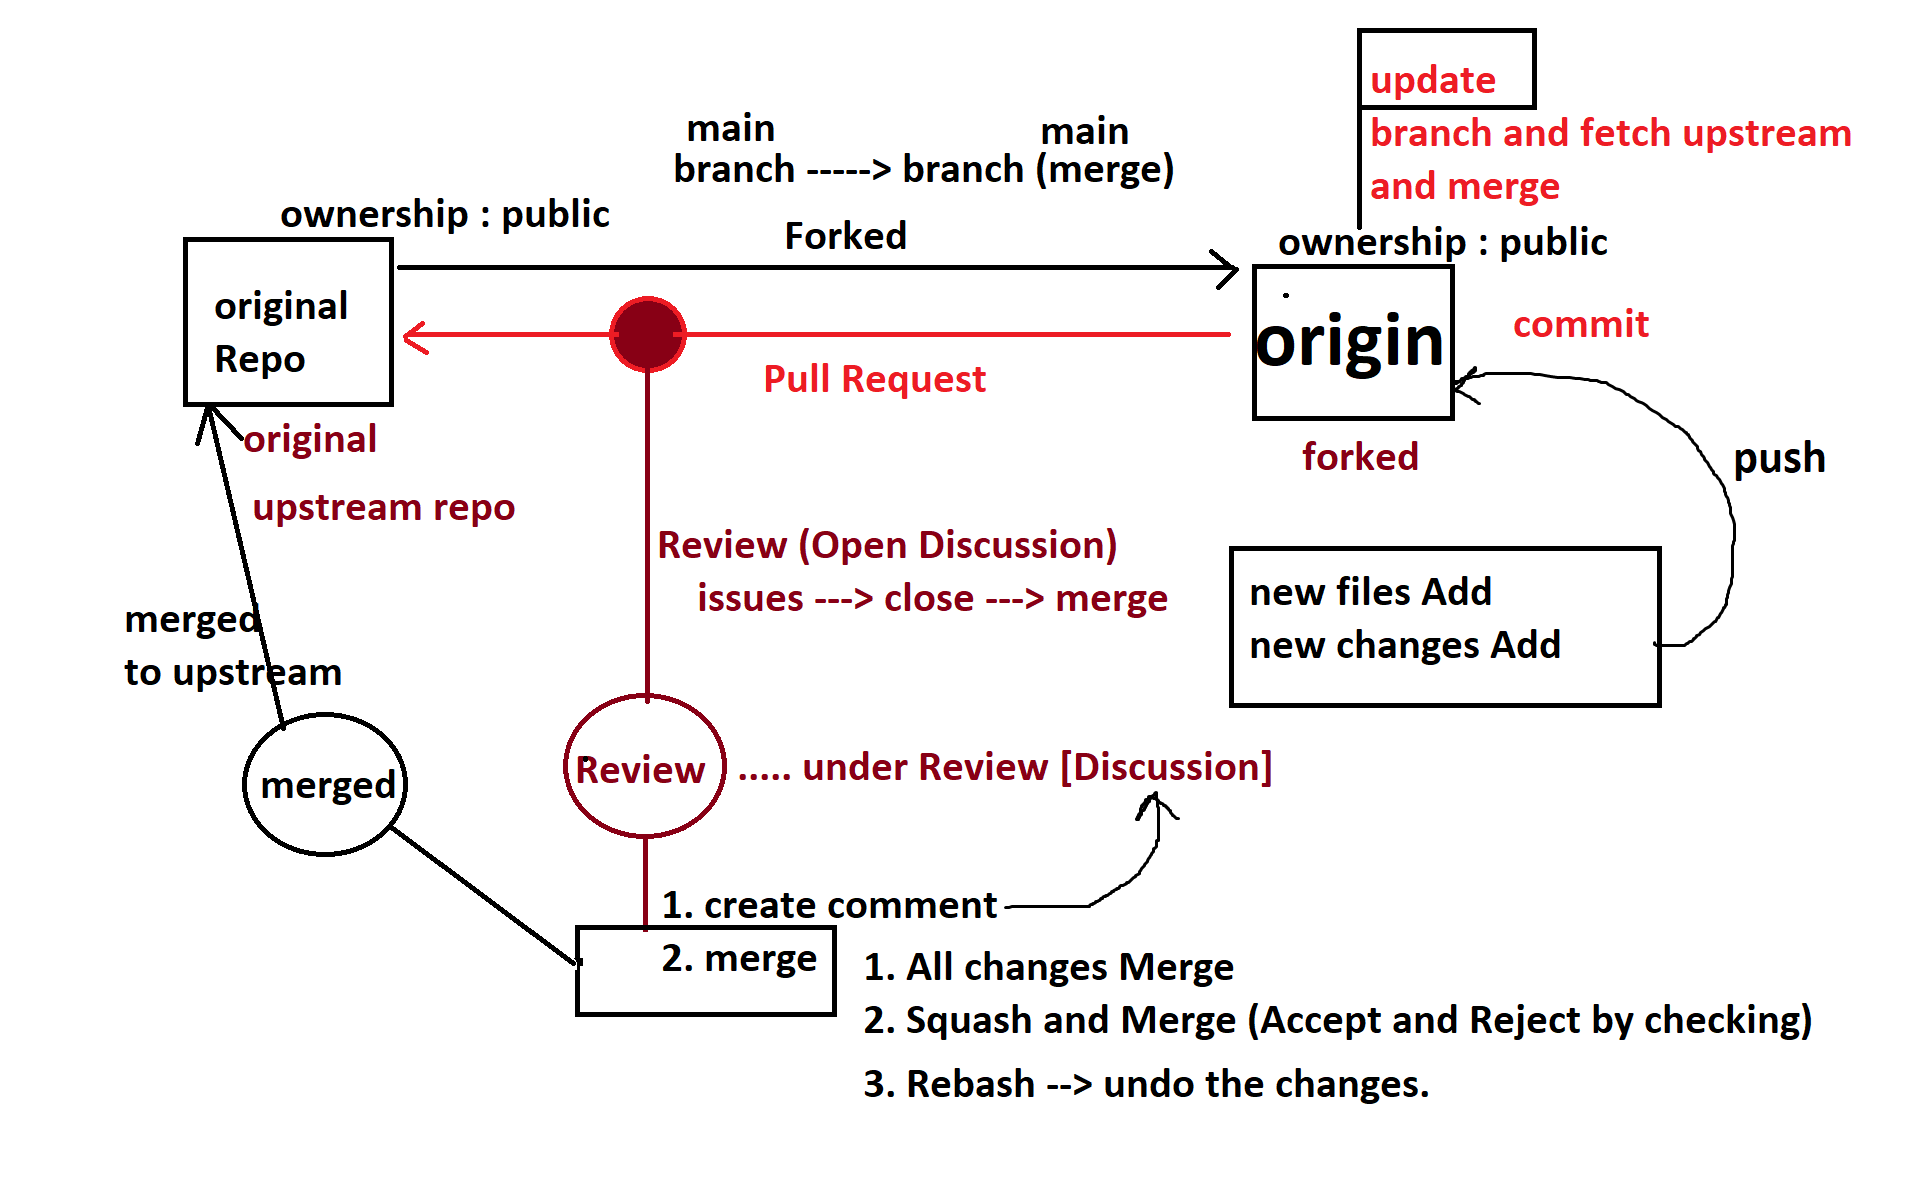 update
branch and fetch upstream
and merge
main main
branch -----> branch (merge)
ownership : public
Forked
ownership : public
original
Repo
origin
commit
Pull Request
original
forked
push
upstream repo
Review (Open Discussion)
issues ---> close ---> merge
new files Add
new changes Add
merged
to upstream
merged
Review ..... under Review [Discussion]
1. create comment
2. merge
1. All changes Merge
2. Squash and Merge (Accept and Reject by checking)
3. Rebash --> undo the changes.